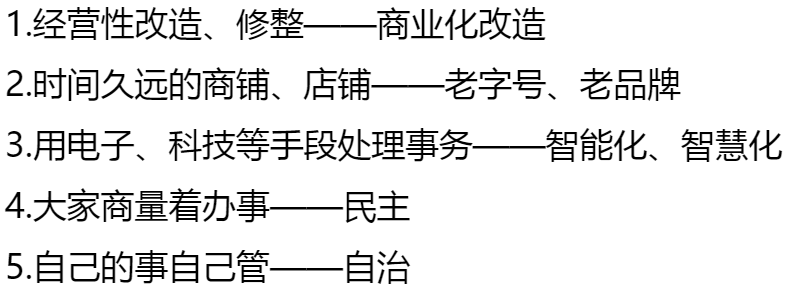 1.经营性改造、修整——商业化改造
2.时间久远的商铺、店铺——老字号、老品牌
3.用电子、科技等手段处理事务——智能化、智慧化
4.大家商量着办事——民主
5.自己的事自己管——自治